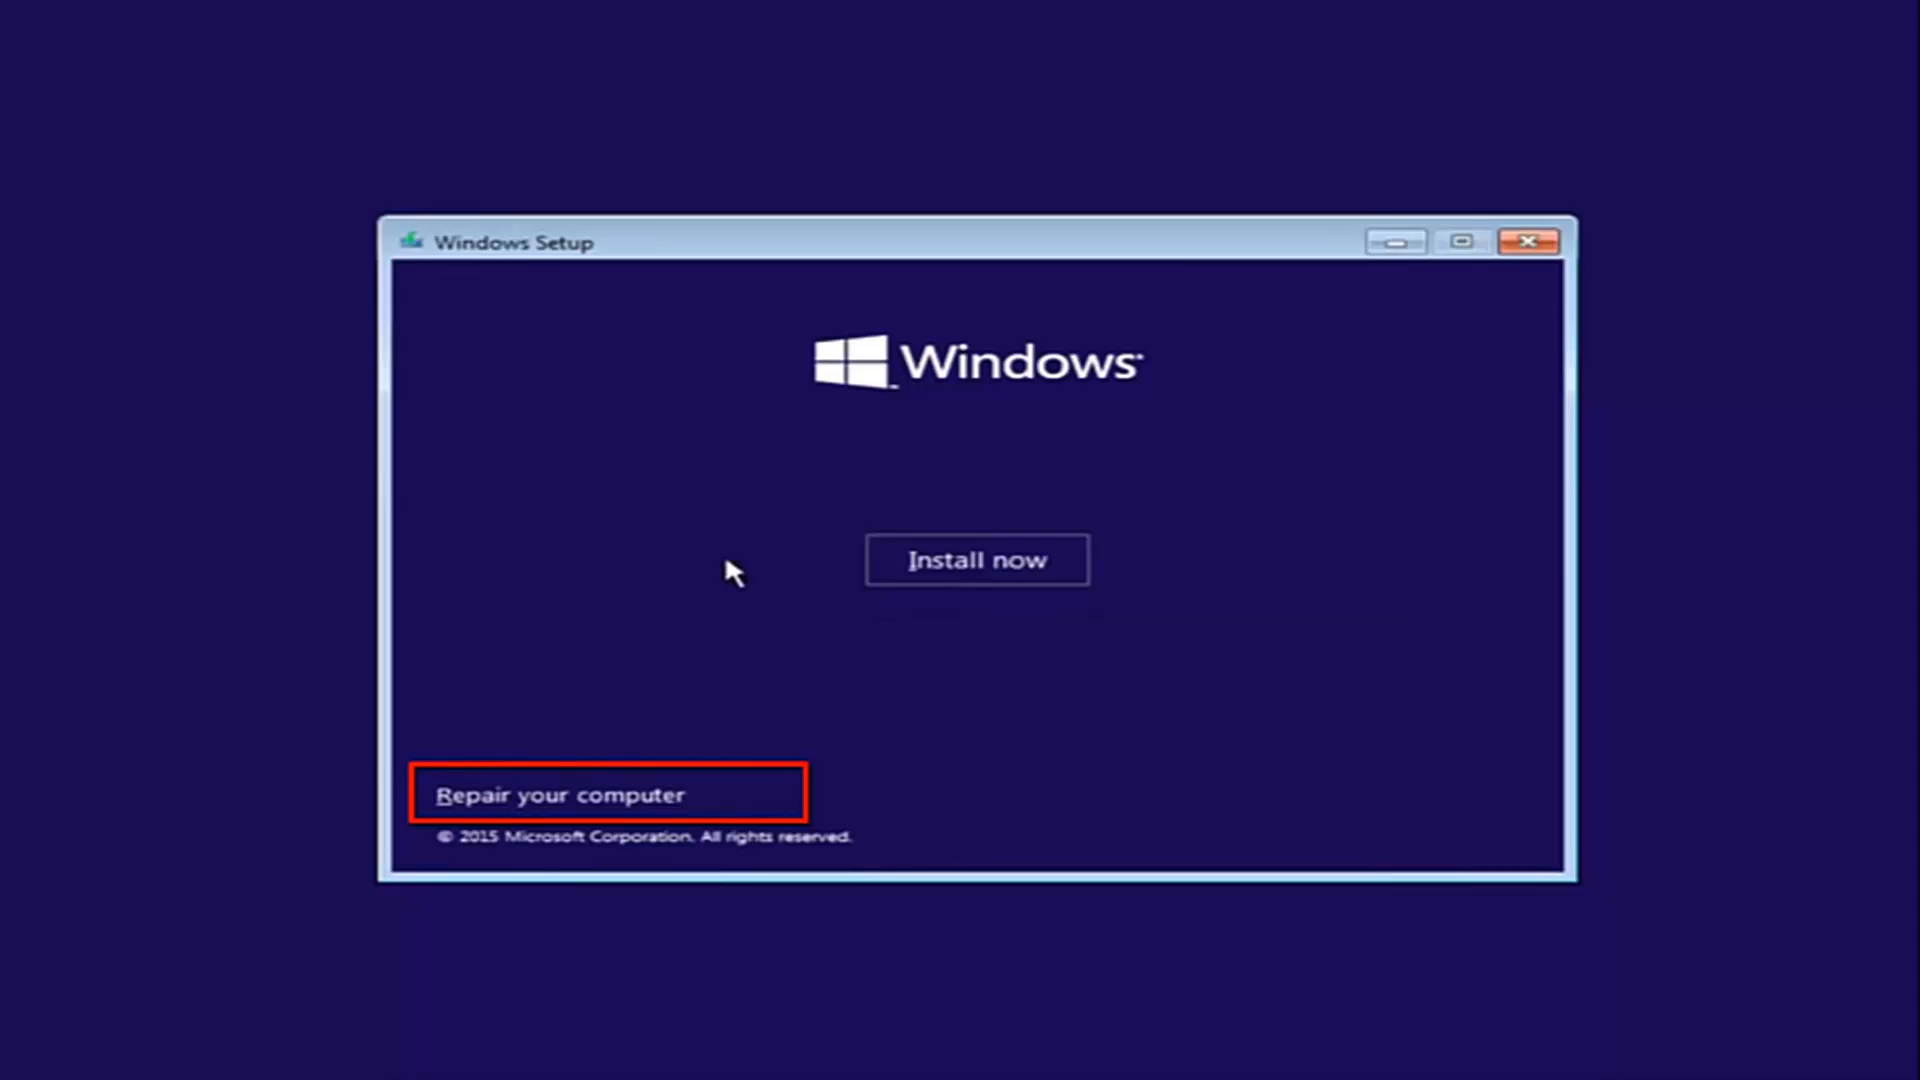 Windows Setup
Windows
Install now
Repair your computer
© 2015 Microsoft Corporation. All rights reserved.